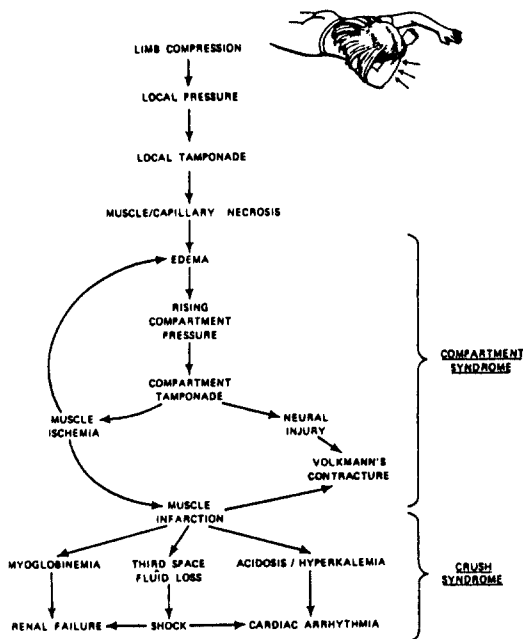 LIMB COMPRESSION
LOCAL PRESSURE
LOCAL TAMPONADE
MUSCLE/CAPILLARY NECROSIS
EDEMA
RISING
COMPARTMENT
PRESSURE
COMPARTMENT
TAMPONADE
COMPARTMENT
SYNDROME
MUSCLE
ISCHEMIA
NEURAL
INJURY
VOLKMANN'S
CONTRACTURE
MUSCLE
INFARCTION
MYOGLOBINEMIA
THIRD SPACE
FLUID LOSS
ACIDOSIS / HYPERKALEMIA
CRUSH
SYNDROME
RENAL FAILURE
SHOCK
CARDIAC ARRHYTHMIA